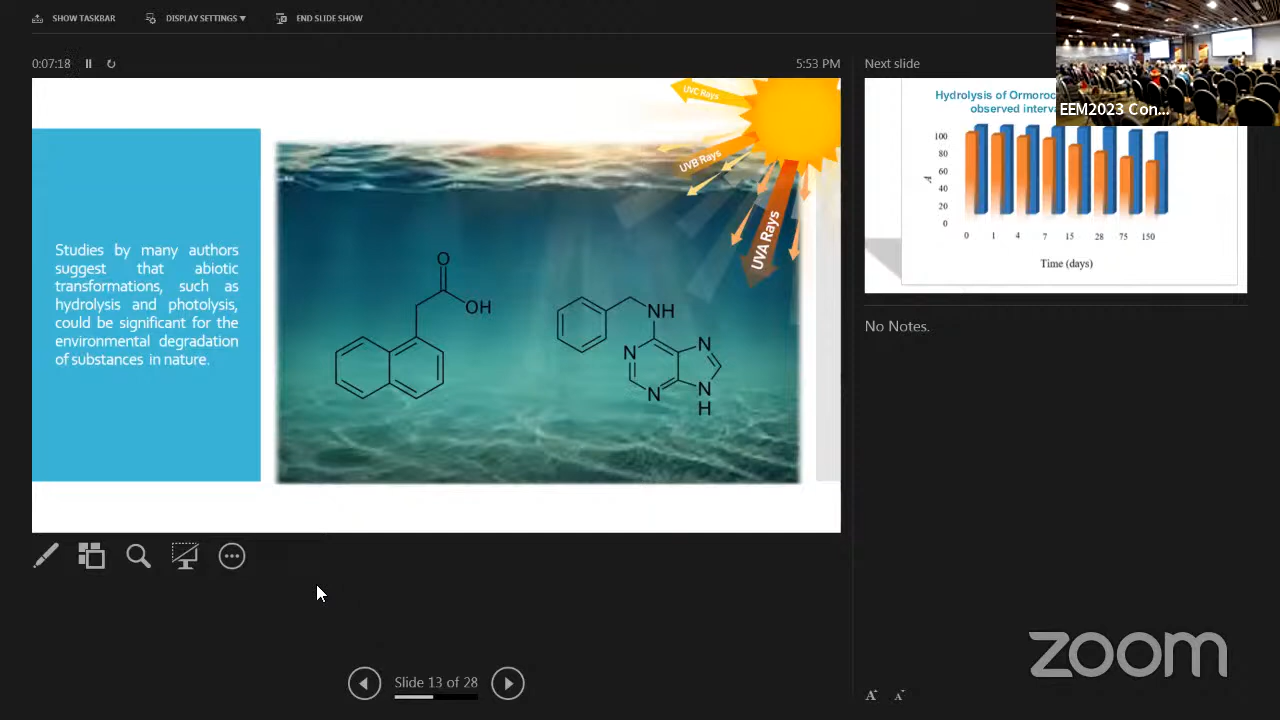 SHOW TASKBAR
DISPLAY SETTINGS ▾
END SLIDE SHOW
0:07:18
5:53 PM
Studies by many authors
suggest that abiotic
transformations, such as
hydrolysis and photolysis,
could be significant for the
environmental degradation
of substances in nature.
UVC Rays
UVB Rays
UVA Rays
O
OH
NH
N
N
N
N
H
Next slide
Hydrolysis of Ormoroc
observed interva
EEM2023 Con...
100
80
60
40
20
0
A
0 1 4 7 15 28 75 150
Time (days)
No Notes.
Slide 13 of 28
A A
zoom